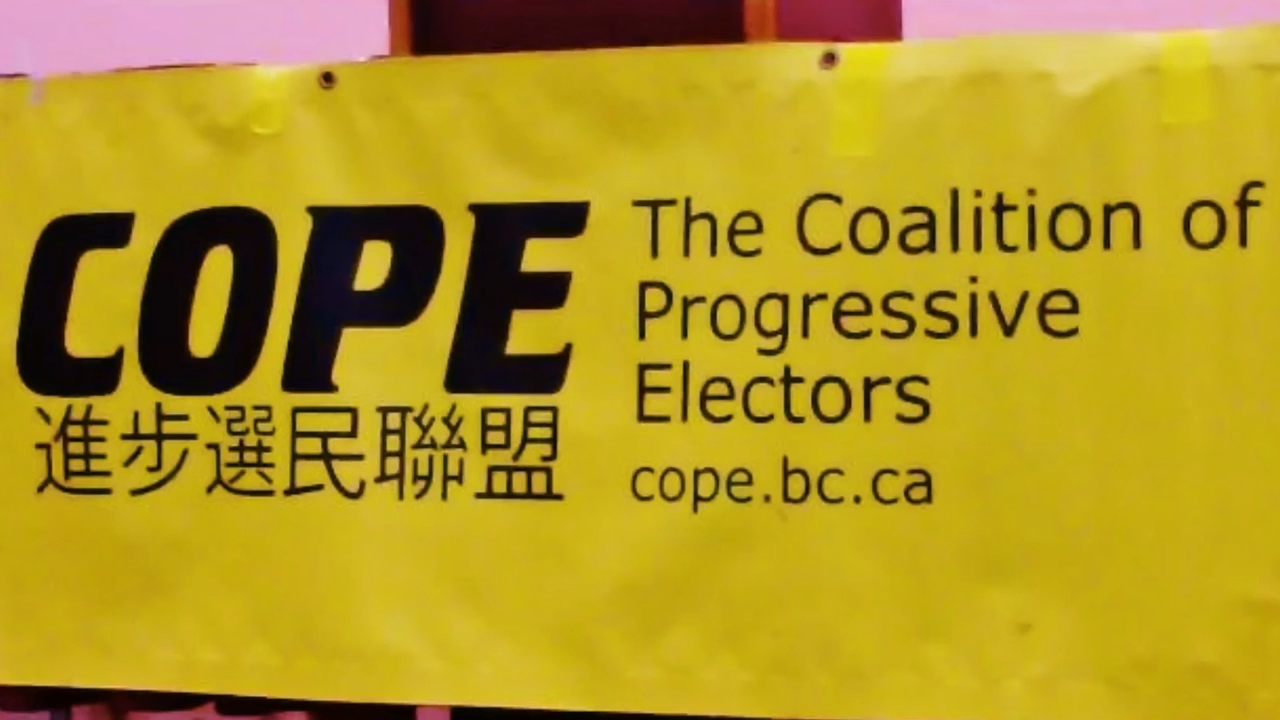 COPE
進步選民聯盟
The Coalition of
Progressive
Electors
cope.bc.ca